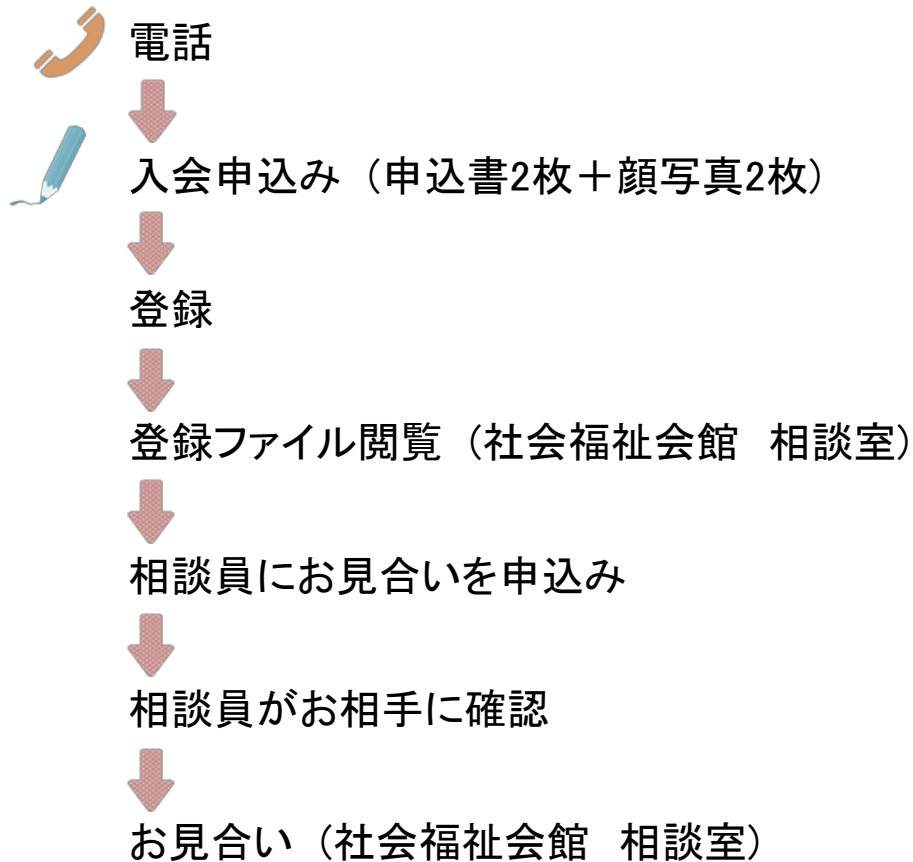 電話
入会申込み（申込書2枚＋顔写真2枚）
登録
登録ファイル閲覧（社会福祉会館　相談室）
相談員にお見合いを申込み
相談員がお相手に確認
お見合い（社会福祉会館　相談室）